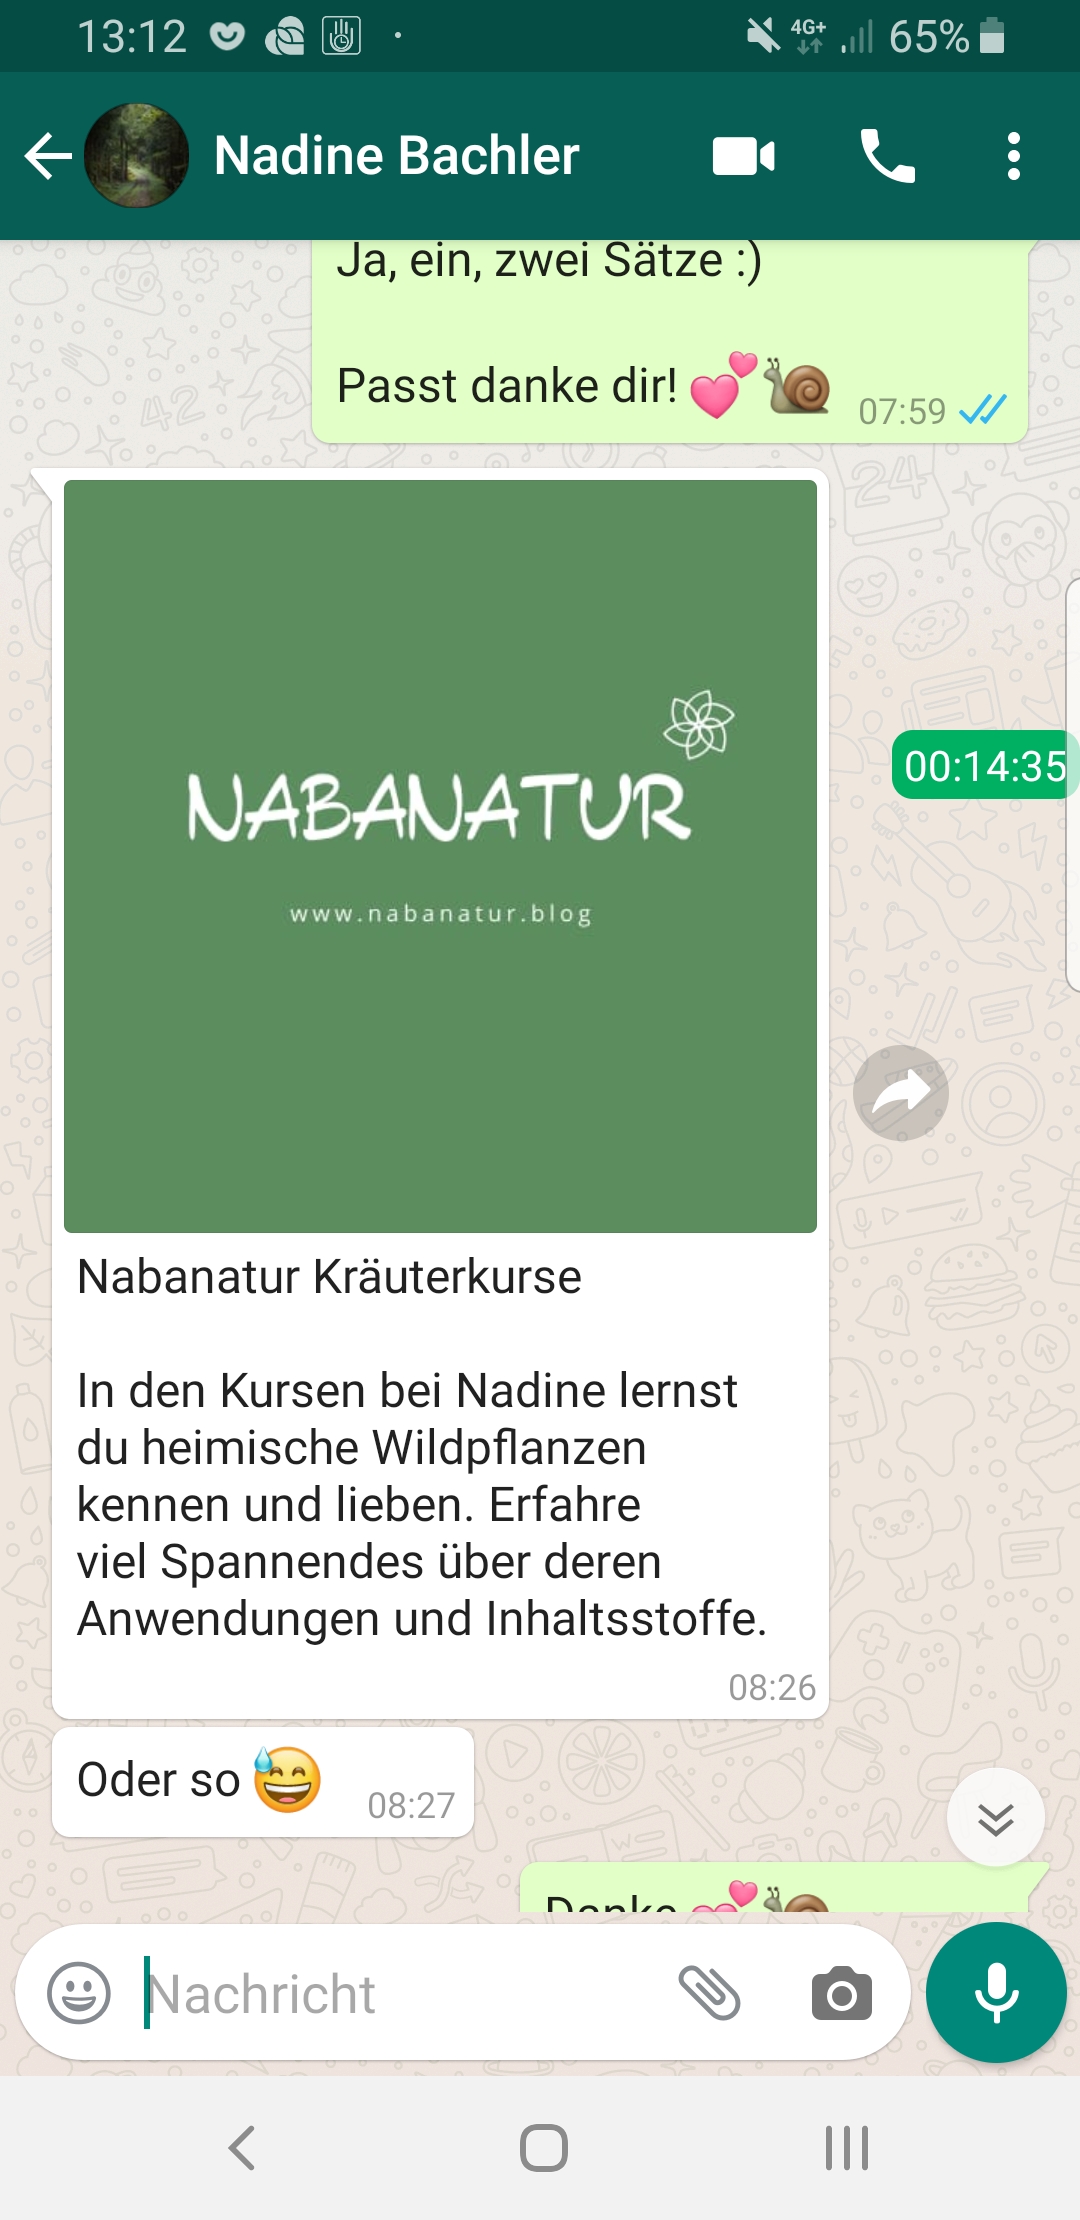 13:12
4G+
65%
Nadine Bachler
Ja, ein, zwei Sätze :)
Passt danke dir! 💕🐌
07:59
NABANATUR
www.nabanatur.blog
00:14:35
Nabanatur Kräuterkurse
In den Kursen bei Nadine lernst
du heimische Wildpflanzen
kennen und lieben. Erfahre
viel Spannendes über deren
Anwendungen und Inhaltsstoffe.
08:26
Oder so 😅
08:27
Danke 💕🐌
Nachricht